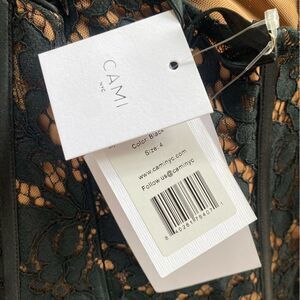 CAMI
NYC
Color: Black
Size: 4
www.caminyc.com
Follow us@caminyc